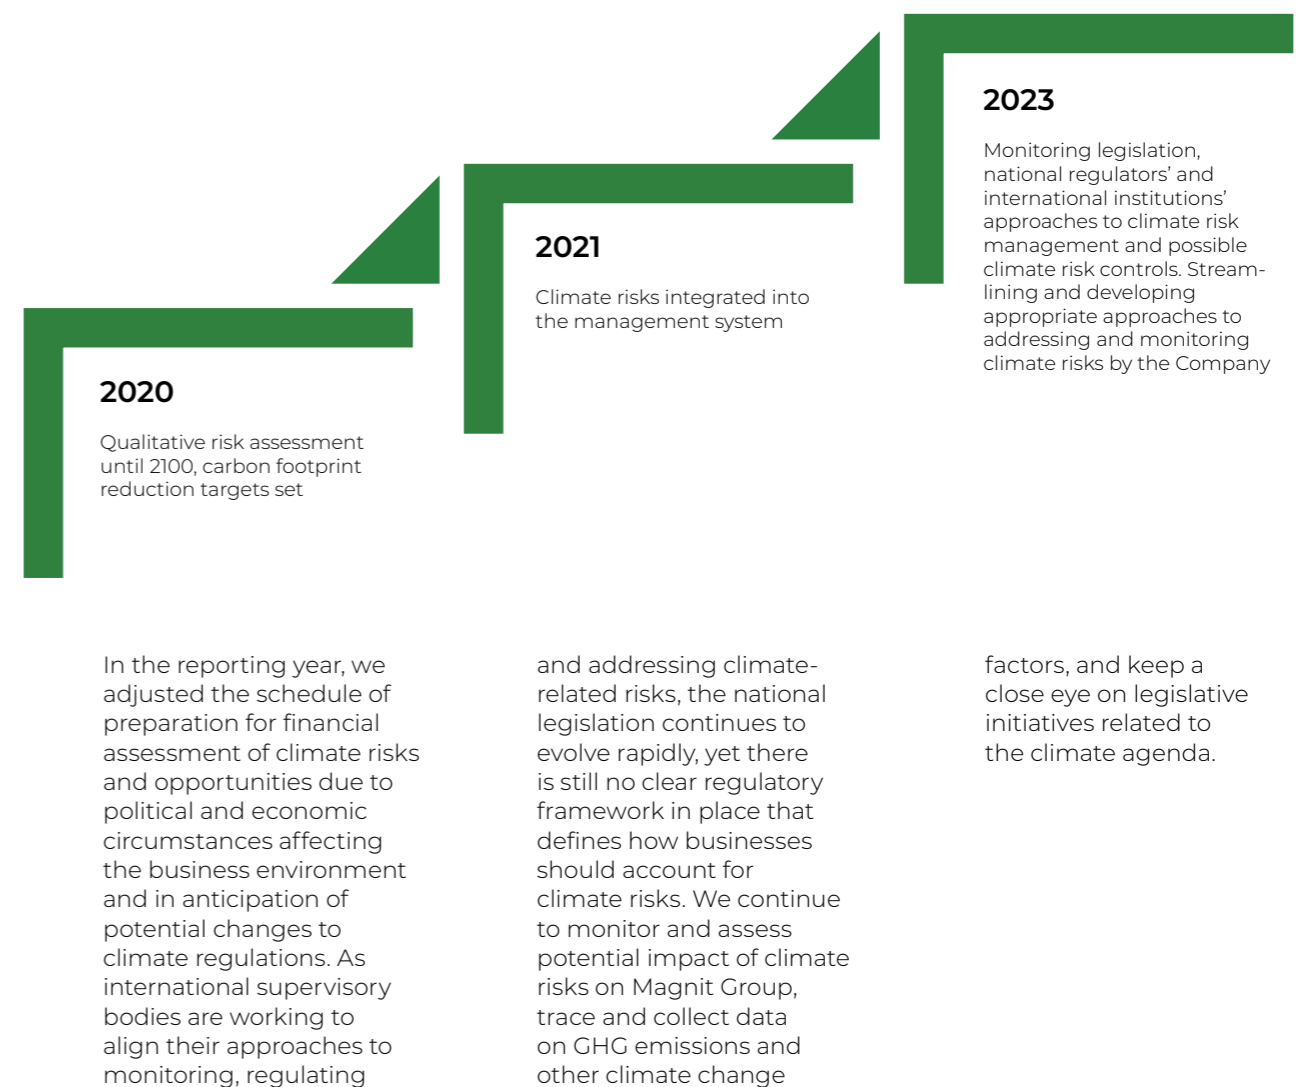 2020
Qualitative risk assessment
until 2100, carbon footprint
reduction targets set
2021
Climate risks integrated into
the management system
2023
Monitoring legislation,
national regulators’ and
international institutions’
approaches to climate risk
management and possible
climate risk controls. Stream-
lining and developing
appropriate approaches to
addressing and monitoring
climate risks by the Company
In the reporting year, we
adjusted the schedule of
preparation for financial
assessment of climate risks
and opportunities due to
political and economic
circumstances affecting
the business environment
and in anticipation of
potential changes to
climate regulations. As
international supervisory
bodies are working to
align their approaches to
monitoring, regulating
and addressing climate-
related risks, the national
legislation continues to
evolve rapidly, yet there
is still no clear regulatory
framework in place that
defines how businesses
should account for
climate risks. We continue
to monitor and assess
potential impact of climate
risks on Magnit Group,
trace and collect data
on GHG emissions and
other climate change
factors, and keep a
close eye on legislative
initiatives related to
the climate agenda.